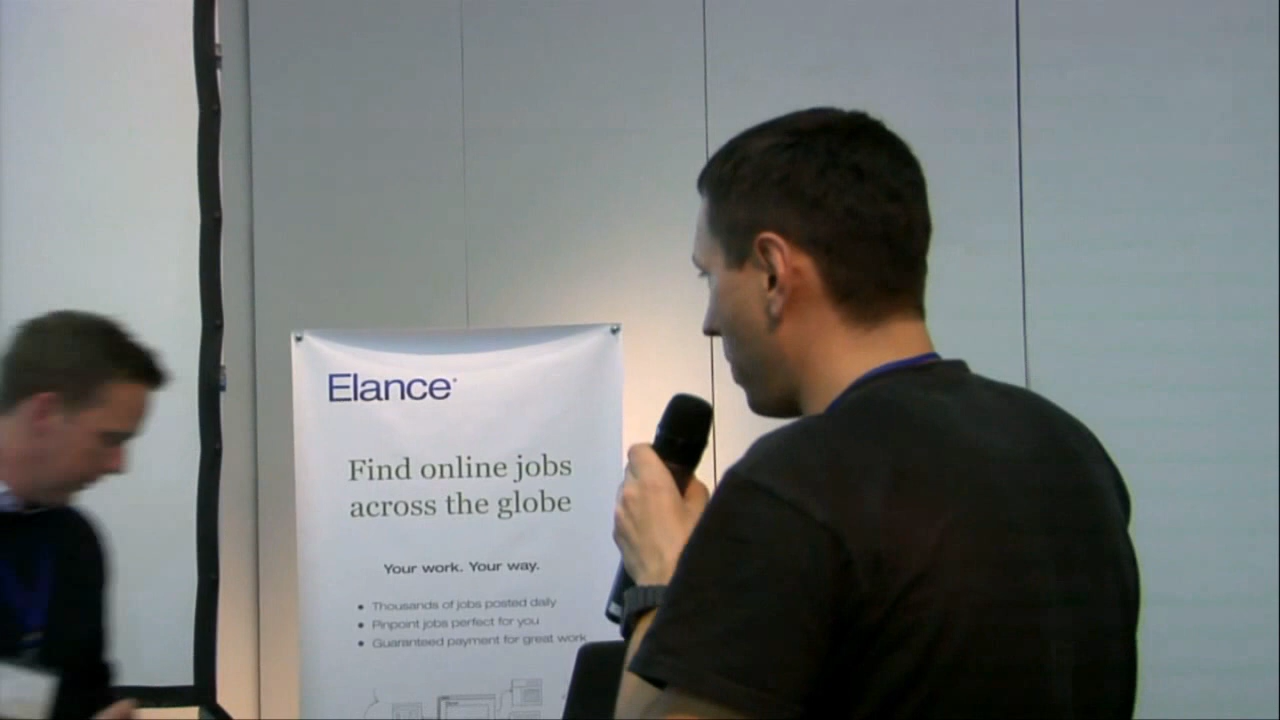 Elance
Find online jobs
across the globe
Your work. Your way.
• Thousands of jobs posted daily
• Pinpoint jobs perfect for you
• Guaranteed payment for great work